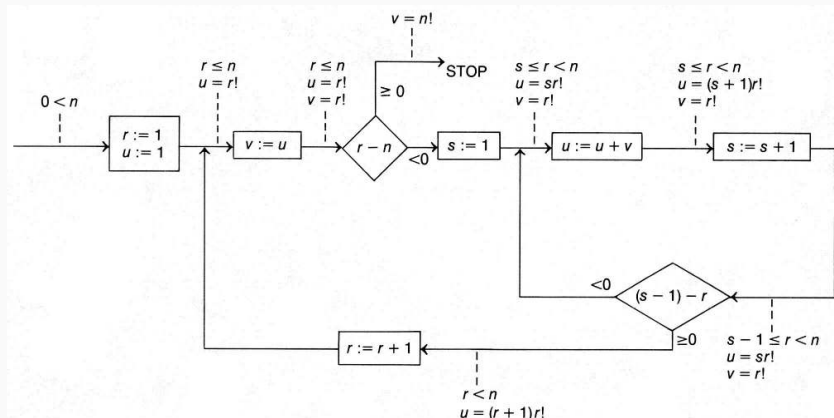 v = n!
STOP
0 < n
r ≤ n
u = r!
r ≤ n
u = r!
v = r!
≥ 0
s ≤ r < n
u = sr!
v = r!
s ≤ r < n
u = (s + 1)r!
v = r!
r := 1
u := 1
v := u
r – n
<0
s := 1
u := u + v
s := s + 1
<0
(s – 1) – r
≥0
s – 1 ≤ r < n
u = sr!
v = r!
r := r + 1
r < n
u = (r + 1)r!